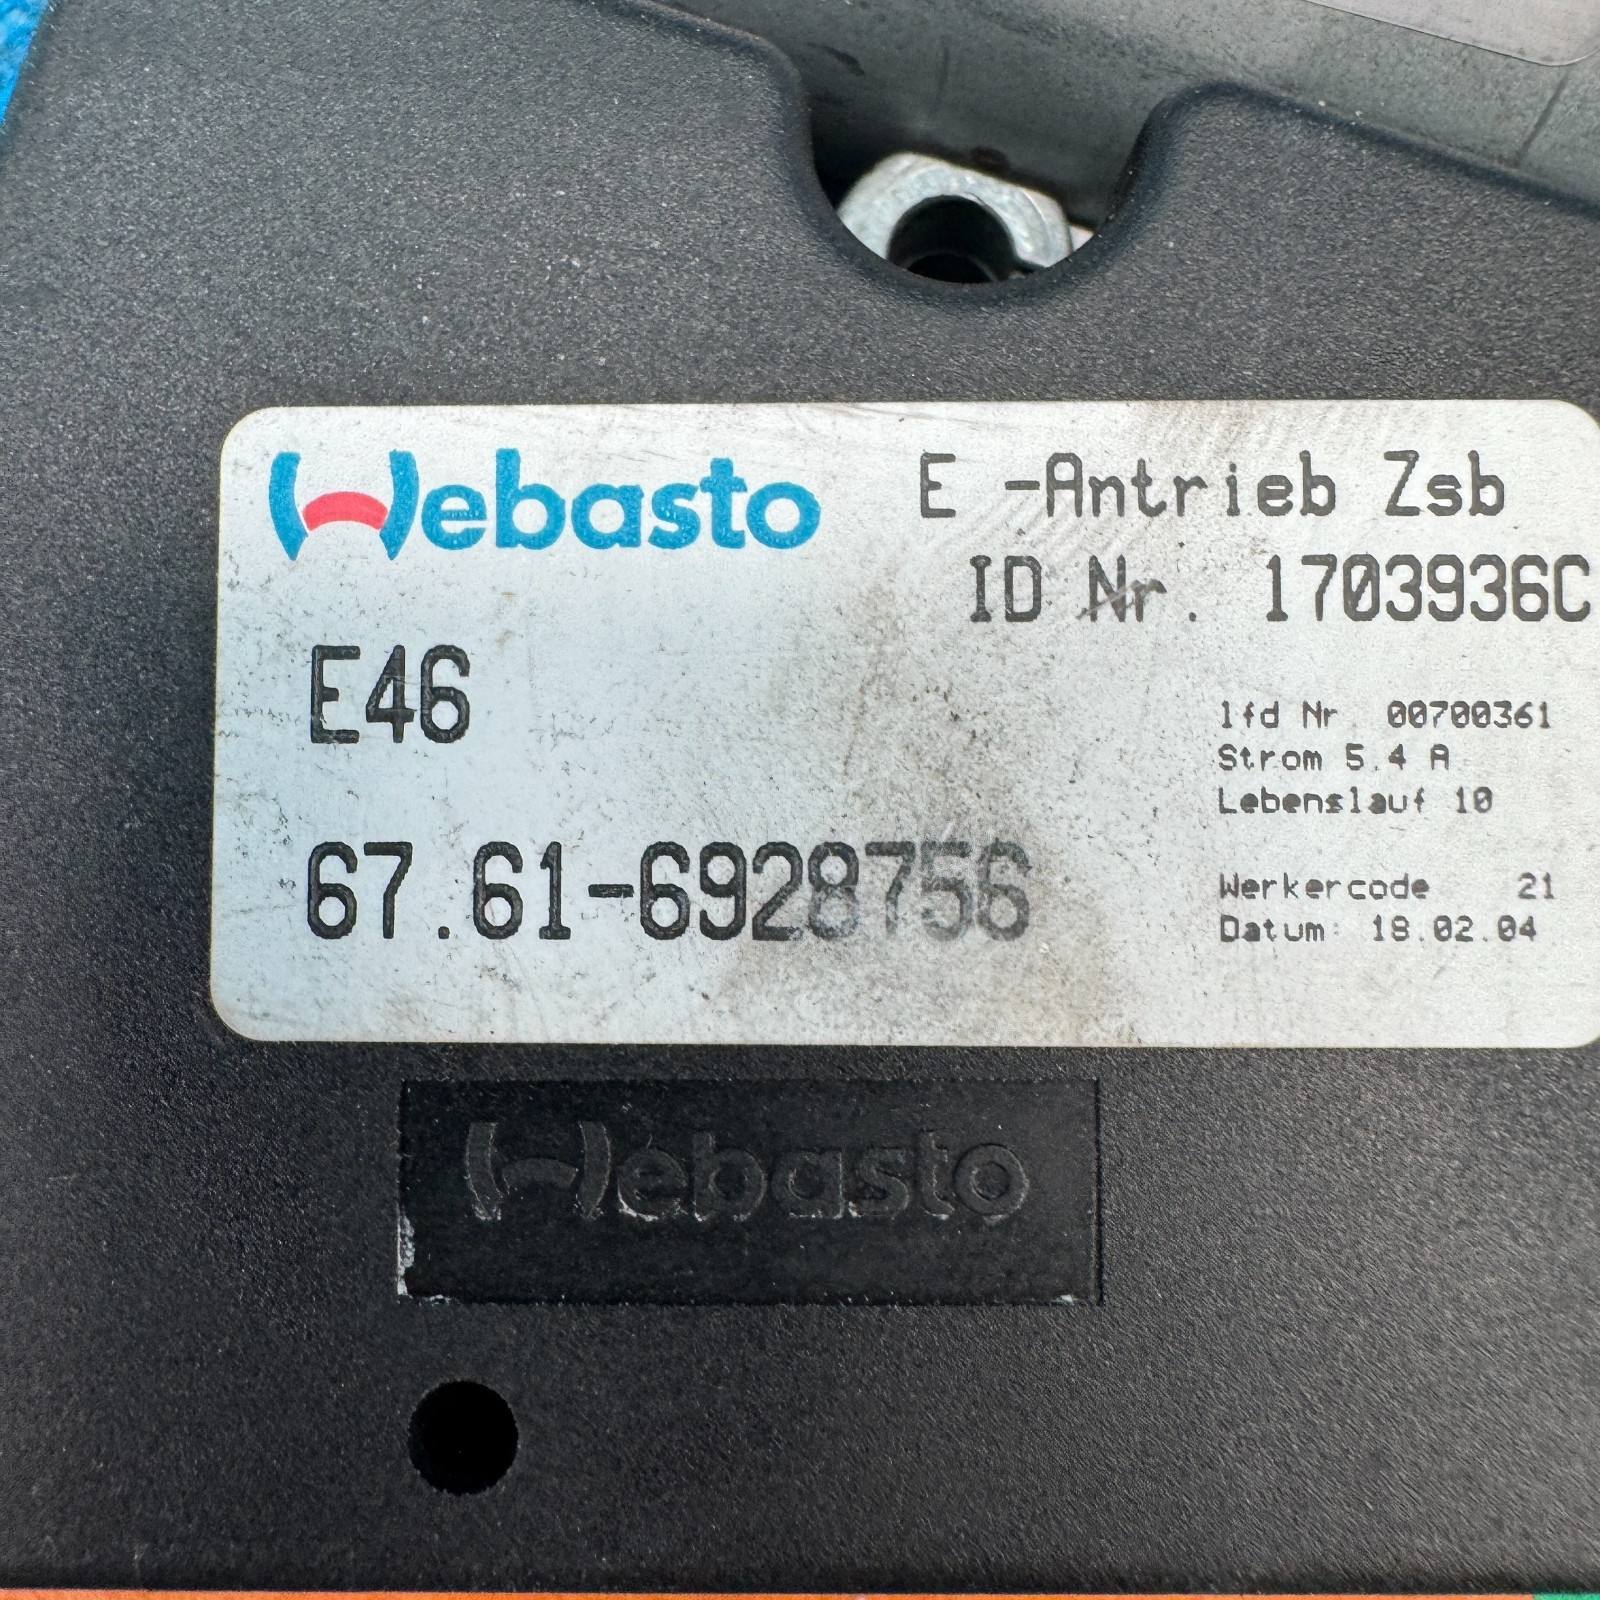 Webasto
E -Antrieb Zsb
ID Nr. 1703936C
E46
lfd Nr. 00700361
Strom 5.4 A
Lebenslauf 10
67.61-6928756
Werkercode 21
Datum: 18.02.04
Webasto